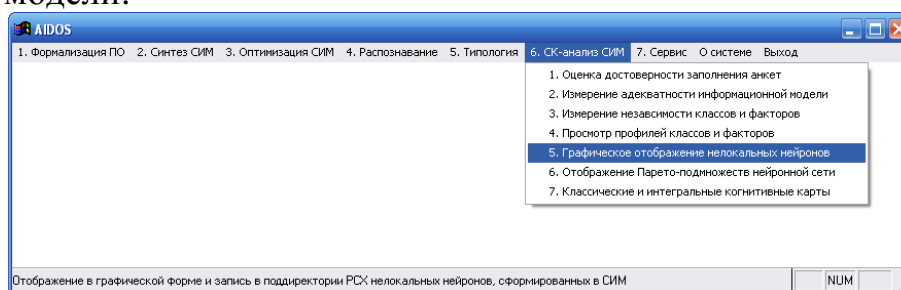 модели:
AIDOS
1. Формализация ПО 2. Синтез СИМ 3. Оптимизация СИМ 4. Распознавание 5. Типология 6. СК-анализ СИМ 7. Сервис О системе Выход
1. Оценка достоверности заполнения анкет
2. Измерение адекватности информационной модели
3. Измерение независимости классов и факторов
4. Просмотр профилей классов и факторов
5. Графическое отображение нелокальных нейронов
6. Отображение Парето-подмножеств нейронной сети
7. Классические и интегральные когнитивные карты
Отображение в графической форме и запись в поддиректории PCX нелокальных нейронов, сформированных в СИМ NUM